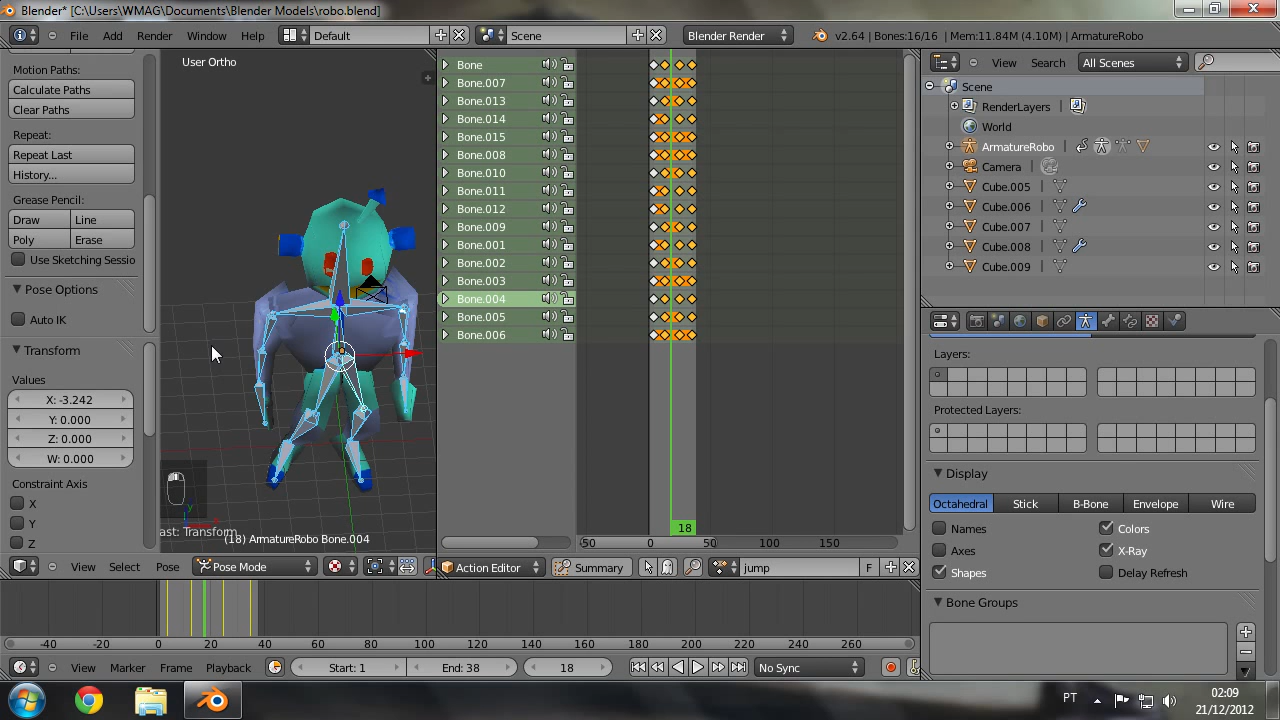 Blender* [C:\Users\WMAG\Documents\Blender Models\robo.blend]
File Add Render Window Help Default Scene Blender Render v2.64 | Bones:16/16 | Mem:11.84M (4.10M) | ArmatureRobo
Motion Paths:
Calculate Paths
Clear Paths
Repeat:
Repeat Last
History...
Grease Pencil:
Draw Line
Poly Erase
Use Sketching Sessio
Pose Options
Auto IK
Transform
Values
X: -3.242
Y: 0.000
Z: 0.000
W: 0.000
Constraint Axis
X
Y
Z
User Ortho
ast: Transform
(18) ArmatureRobo Bone.004
View Select Pose Pose Mode
Bone
Bone.007
Bone.013
Bone.014
Bone.015
Bone.008
Bone.010
Bone.011
Bone.012
Bone.009
Bone.001
Bone.002
Bone.003
Bone.004
Bone.005
Bone.006
18
-50 0 50 100 150
Action Editor Summary jump F
View Search All Scenes
Scene
RenderLayers
World
ArmatureRobo
Camera
Cube.005
Cube.006
Cube.007
Cube.008
Cube.009
Layers:
Protected Layers:
Display
Octahedral Stick B-Bone Envelope Wire
Names Colors
Axes X-Ray
Shapes Delay Refresh
Bone Groups
-40 -20 0 20 40 60 80 100 120 140 160 180 200 220 240 260
View Marker Frame Playback Start: 1 End: 38 18 No Sync
PT 02:09
21/12/2012